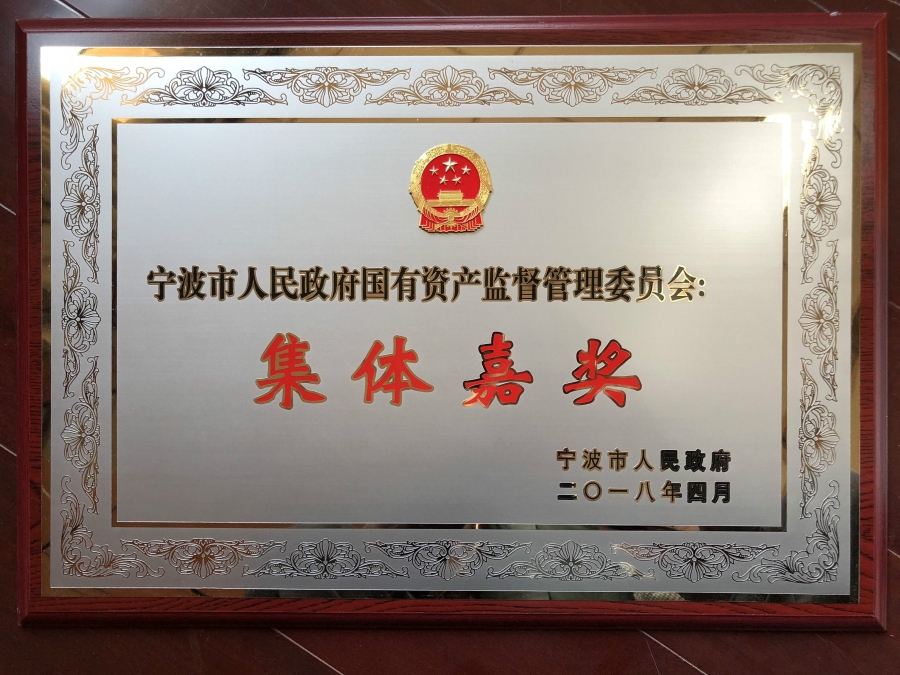 宁波市人民政府国有资产监督管理委员会:
集体嘉奖
宁波市人民政府
二〇一八年四月